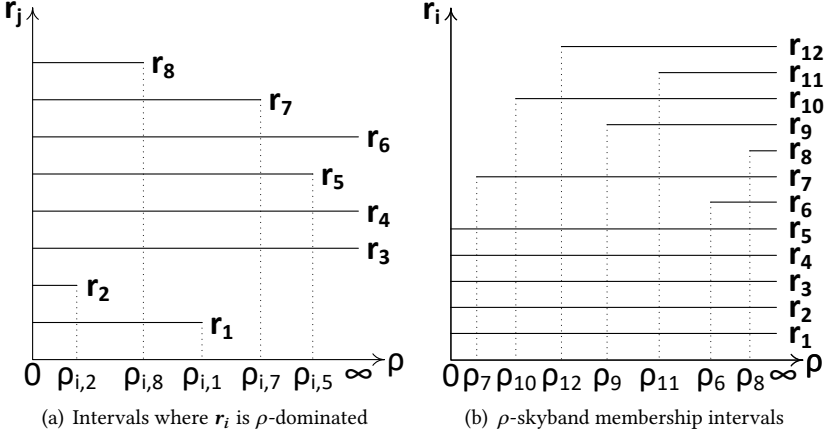 r_j
r_8
r_7
r_6
r_5
r_4
r_3
r_2
r_1
0 ρ_{i,2} ρ_{i,8} ρ_{i,1} ρ_{i,7} ρ_{i,5} ∞ ρ
(a) Intervals where r_i is ρ-dominated
r_i
r_12
r_11
r_10
r_9
r_8
r_7
r_6
r_5
r_4
r_3
r_2
r_1
0 ρ_7 ρ_10 ρ_12 ρ_9 ρ_11 ρ_6 ρ_8 ∞ ρ
(b) ρ-skyband membership intervals